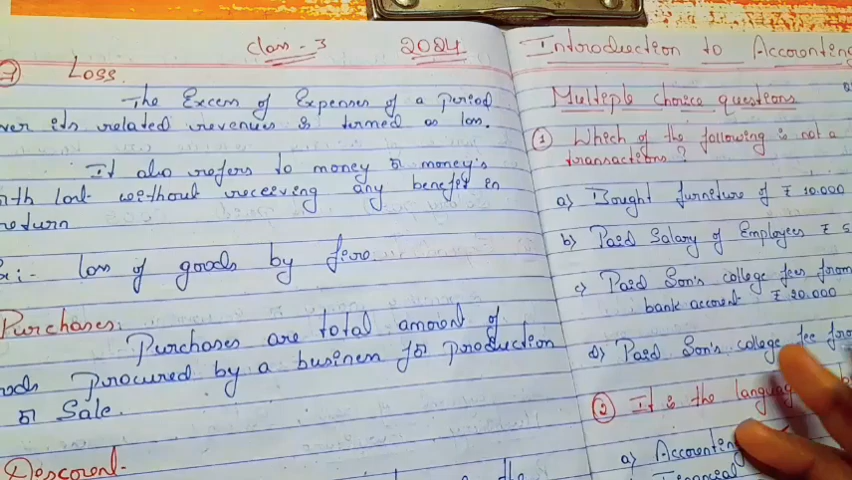 Class - 3 2024
7 Loss.
The Excess of Expenses of a Period
over its related revenues is termed as loss.
It also refers to money or money's
worth lost without receiving any benefit in
return
Ex:- loss of goods by fire.
Purchases:
Purchases are total amount of
goods procured by a business for production
or Sale.
Discount.
the
Introduction to Accounting
Multiple choice questions
① Which of the following is not a
transactions?
a) Bought furniture of ₹ 10.000
b) Paid Salary of Employees ₹ 5
c) Paid Son's college fees from
bank account ₹ 20.000
d) Paid Son's college fee from
② It is the language
a) Accounting
Financial